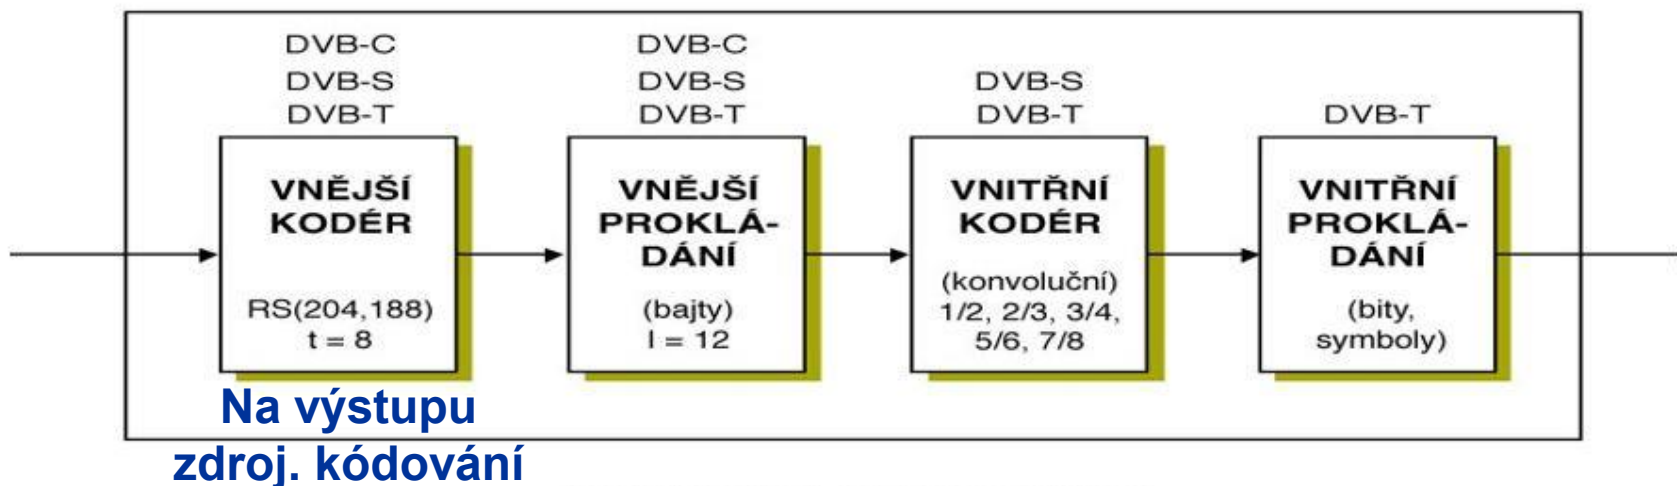 DVB-C
DVB-S
DVB-T
VNĚJŠÍ
KODÉR
RS(204,188)
t = 8
DVB-C
DVB-S
DVB-T
VNĚJŠÍ
PROKLÁ-
DÁNÍ
(bajty)
I = 12
DVB-S
DVB-T
VNITŘNÍ
KODÉR
(konvoluční)
1/2, 2/3, 3/4,
5/6, 7/8
DVB-T
VNITŘNÍ
PROKLÁ-
DÁNÍ
(bity,
symboly)
Na výstupu
zdroj. kódování